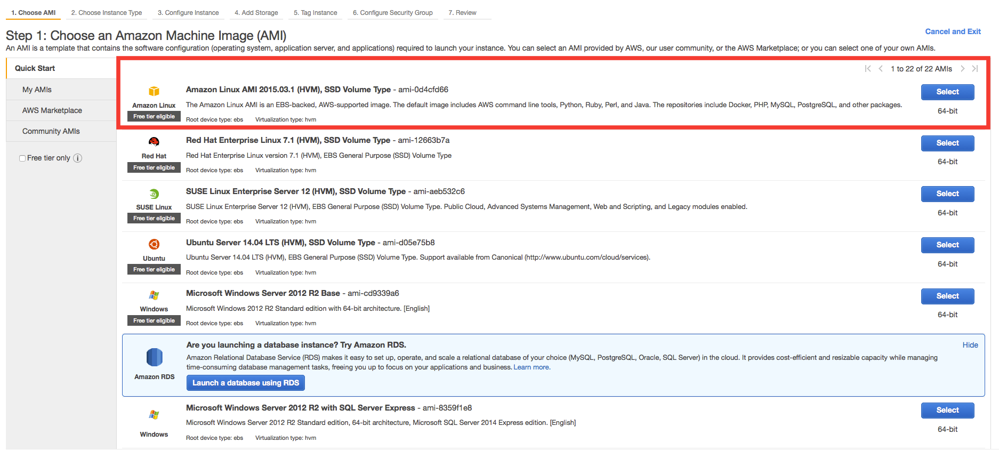 1. Choose AMI 2. Choose Instance Type 3. Configure Instance 4. Add Storage 5. Tag Instance 6. Configure Security Group 7. Review
Step 1: Choose an Amazon Machine Image (AMI)
Cancel and Exit
An AMI is a template that contains the software configuration (operating system, application server, and applications) required to launch your instance. You can select an AMI provided by AWS, our user community, or the AWS Marketplace; or you can select one of your own AMIs.
Quick Start
My AMIs
AWS Marketplace
Community AMIs
Free tier only
1 to 22 of 22 AMIs
Amazon Linux
Free tier eligible
Amazon Linux AMI 2015.03.1 (HVM), SSD Volume Type - ami-0d4cfd66
The Amazon Linux AMI is an EBS-backed, AWS-supported image. The default image includes AWS command line tools, Python, Ruby, Perl, and Java. The repositories include Docker, PHP, MySQL, PostgreSQL, and other packages.
Root device type: ebs Virtualization type: hvm
Select
64-bit
Red Hat
Free tier eligible
Red Hat Enterprise Linux 7.1 (HVM), SSD Volume Type - ami-12663b7a
Red Hat Enterprise Linux version 7.1 (HVM), EBS General Purpose (SSD) Volume Type
Root device type: ebs Virtualization type: hvm
Select
64-bit
SUSE Linux
Free tier eligible
SUSE Linux Enterprise Server 12 (HVM), SSD Volume Type - ami-aeb532c6
SUSE Linux Enterprise Server 12 (HVM), EBS General Purpose (SSD) Volume Type. Public Cloud, Advanced Systems Management, Web and Scripting, and Legacy modules enabled.
Root device type: ebs Virtualization type: hvm
Select
64-bit
Ubuntu
Free tier eligible
Ubuntu Server 14.04 LTS (HVM), SSD Volume Type - ami-d05e75b8
Ubuntu Server 14.04 LTS (HVM), EBS General Purpose (SSD) Volume Type. Support available from Canonical (http://www.ubuntu.com/cloud/services).
Root device type: ebs Virtualization type: hvm
Select
64-bit
Windows
Free tier eligible
Microsoft Windows Server 2012 R2 Base - ami-cd9339a6
Microsoft Windows 2012 R2 Standard edition with 64-bit architecture. [English]
Root device type: ebs Virtualization type: hvm
Select
64-bit
Amazon RDS
Are you launching a database instance? Try Amazon RDS.
Hide
Amazon Relational Database Service (RDS) makes it easy to set up, operate, and scale a relational database of your choice (MySQL, PostgreSQL, Oracle, SQL Server) in the cloud. It provides cost-efficient and resizable capacity while managing
time-consuming database management tasks, freeing you up to focus on your applications and business. Learn more.
Launch a database using RDS
Windows
Microsoft Windows Server 2012 R2 with SQL Server Express - ami-8359f1e8
Microsoft Windows Server 2012 R2 Standard edition, 64-bit architecture, Microsoft SQL Server 2014 Express edition. [English]
Root device type: ebs Virtualization type: hvm
Select
64-bit